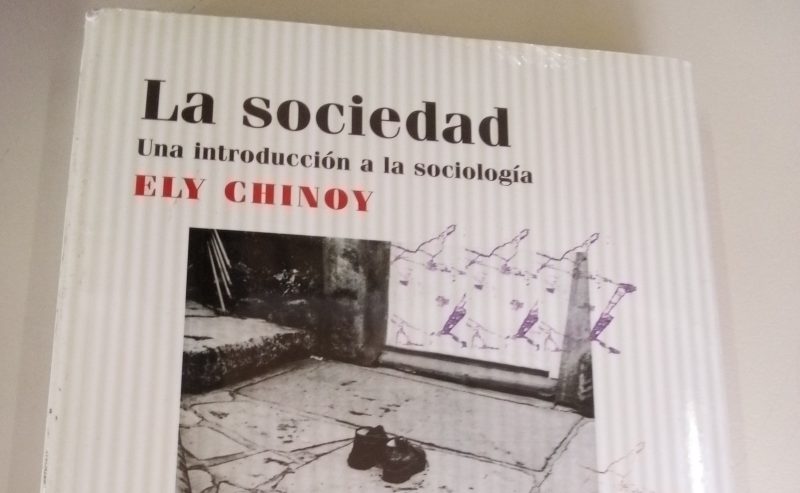 La sociedad
Una introducción a la sociología
ELY CHINOY